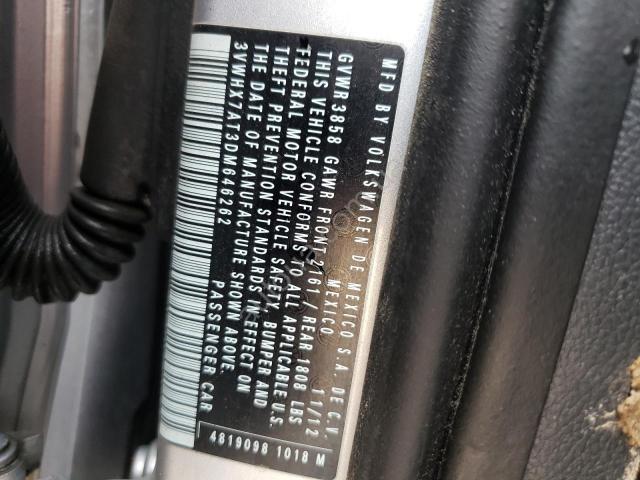 MFD BY VOLKSWAGEN DE MEXICO S.A. DE C.V.
MEXICO 11/12
GVWR 3858 GAWR FRONT 2161/REAR 1808 LBS
THIS VEHICLE CONFORMS TO ALL APPLICABLE U.S.
FEDERAL MOTOR VEHICLE SAFETY, BUMPER AND
THEFT PREVENTION STANDARDS IN EFFECT ON
THE DATE OF MANUFACTURE SHOWN ABOVE.
3VWHX7AT3DM646262 PASSENGER CAR
4819098 1018 M